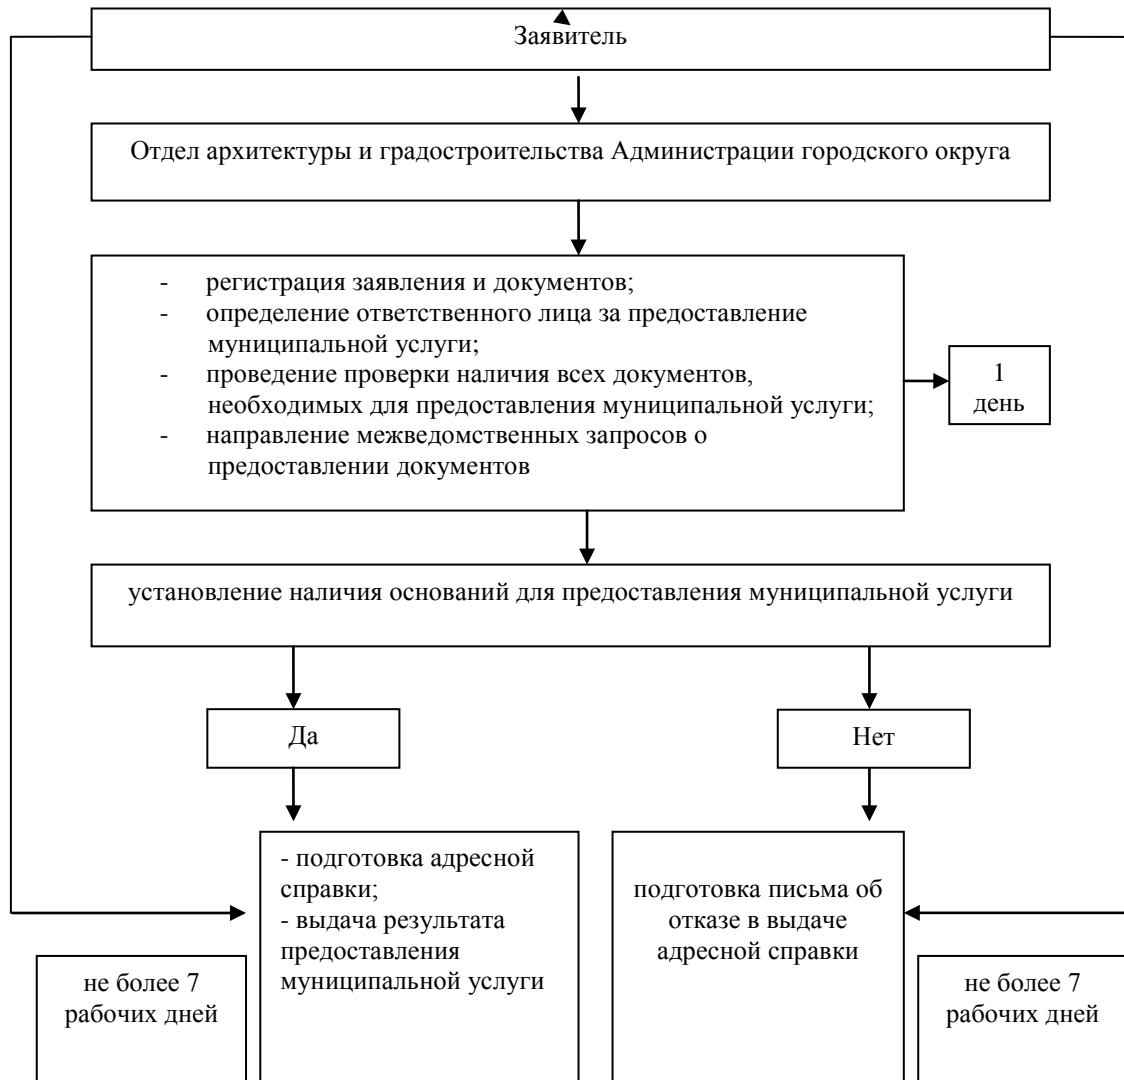 Заявитель
Отдел архитектуры и градостроительства Администрации городского округа
- регистрация заявления и документов;
- определение ответственного лица за предоставление
муниципальной услуги;
- проведение проверки наличия всех документов,
необходимых для предоставления муниципальной услуги;
- направление межведомственных запросов о
предоставлении документов
1
день
установление наличия оснований для предоставления муниципальной услуги
Да
Нет
- подготовка адресной
справки;
- выдача результата
предоставления
муниципальной услуги
подготовка письма об
отказе в выдаче
адресной справки
не более 7
рабочих дней
не более 7
рабочих дней